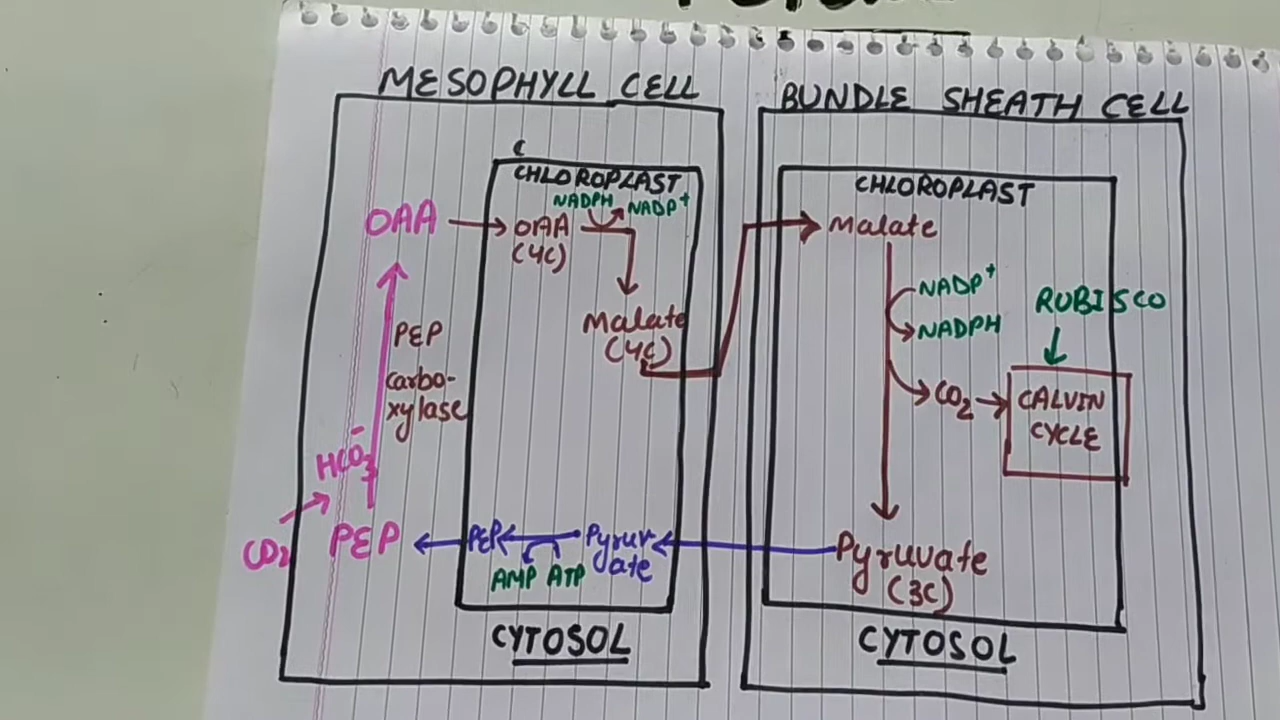 MESOPHYLL CELL
BUNDLE SHEATH CELL
C
CHLOROPLAST
NADPH NADP+
OAA
OAA
(4C)
Malate
(4C)
PEP
carbo-
xylase
HCO3-
CO2
PEP
PEP
Pyruv
ate
AMP ATP
CYTOSOL
CHLOROPLAST
Malate
NADP+
NADPH
RUBISCO
CO2
CALVIN
CYCLE
Pyruvate
(3C)
CYTOSOL